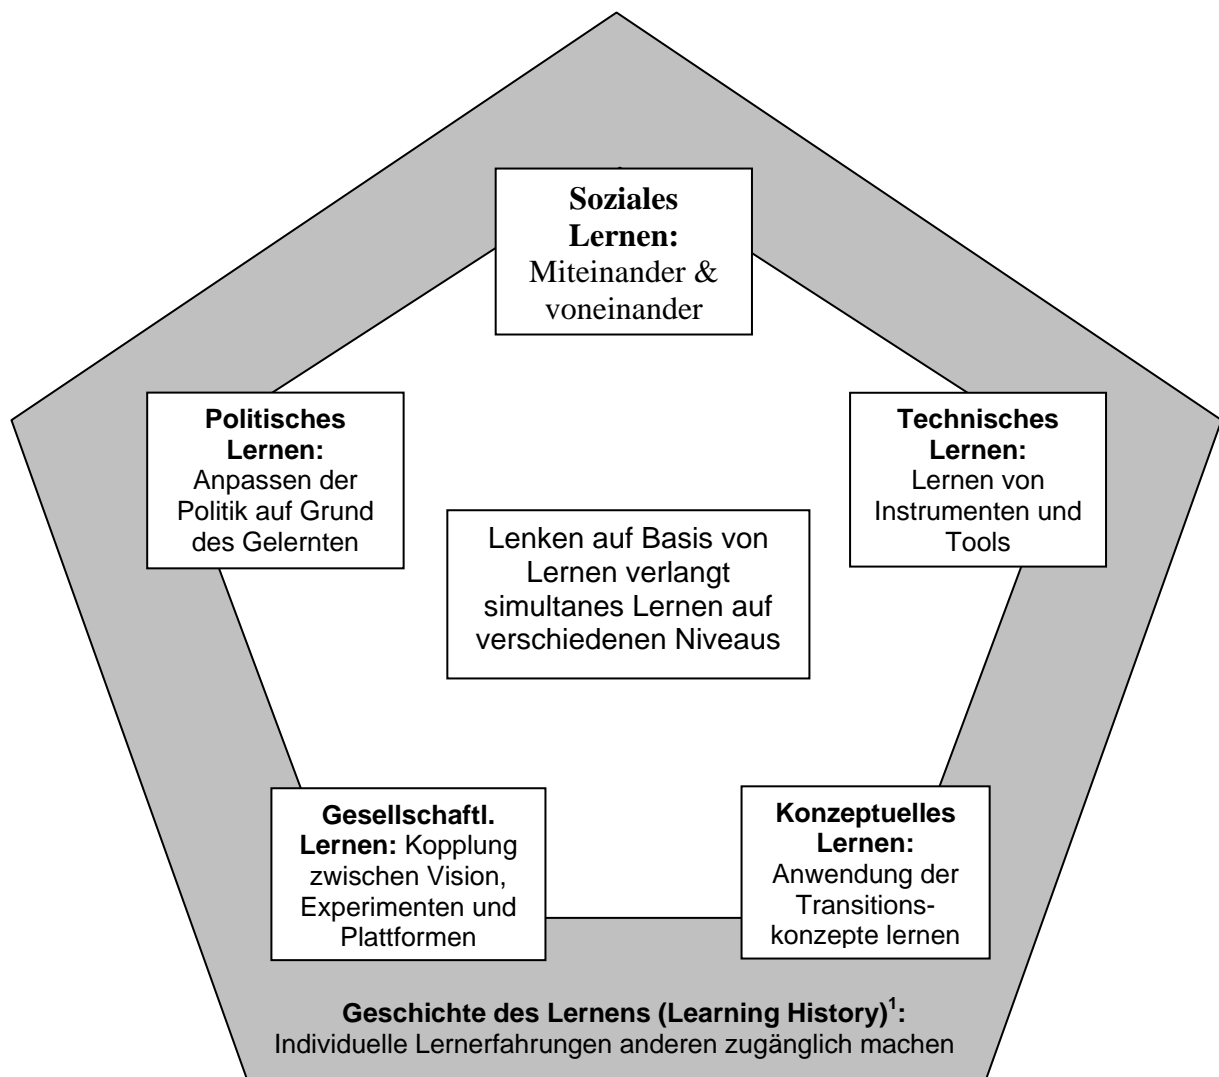 Soziales
Lernen:
Miteinander &
voneinander
Politisches
Lernen:
Anpassen der
Politik auf Grund
des Gelernten
Technisches
Lernen:
Lernen von
Instrumenten und
Tools
Lenken auf Basis von
Lernen verlangt
simultanes Lernen auf
verschiedenen Niveaus
Gesellschaftl.
Lernen: Kopplung
zwischen Vision,
Experimenten und
Plattformen
Konzeptuelles
Lernen:
Anwendung der
Transitions-
konzepte lernen
Geschichte des Lernens (Learning History)¹:
Individuelle Lernerfahrungen anderen zugänglich machen